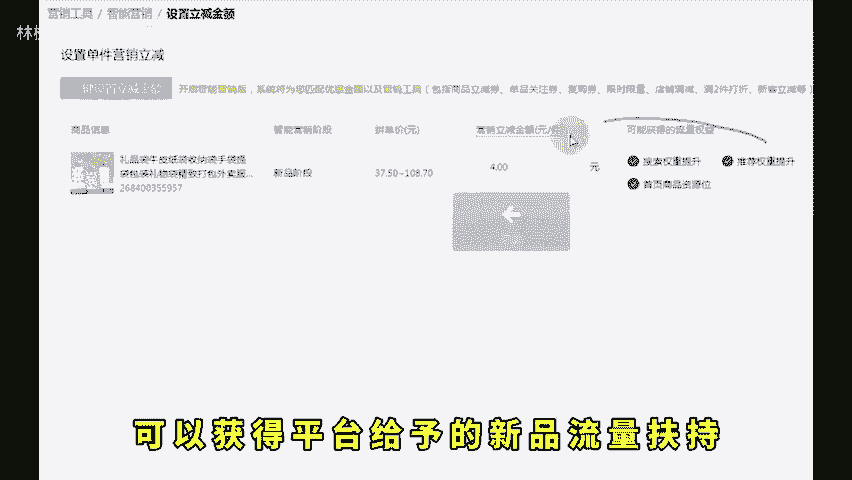 营销工具 / 智能营销 / 设置立减金额
林
设置单件营销立减
开启智能营销后，系统将为您匹配优惠金额以及营销工具（包括商品立减券、单品关注券、复购券、限时限量、店铺满减、满2件打折、新客立减等）
商品信息 智能营销阶段 拼单价(元) 营销立减金额(元/件) 可能获得的流量权益
礼品袋牛皮纸袋收纳袋手袋提
袋包装礼物袋精致打包外卖服...
268400355957
新品阶段 37.50~108.70 4.00 元
搜索权重提升 推荐权重提升
首页商品资源位
可以获得平台给予的新品流量扶持